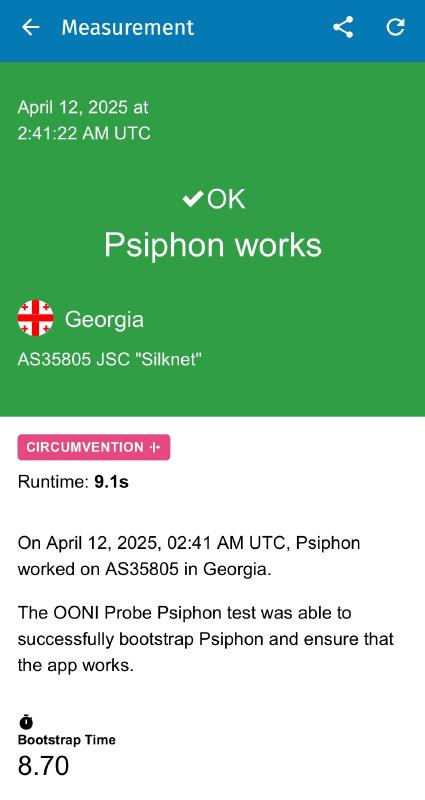 Measurement
April 12, 2025 at
2:41:22 AM UTC
OK
Psiphon works
Georgia
AS35805 JSC "Silknet"
CIRCUMVENTION
Runtime: 9.1s
On April 12, 2025, 02:41 AM UTC, Psiphon
worked on AS35805 in Georgia.
The OONI Probe Psiphon test was able to
successfully bootstrap Psiphon and ensure that
the app works.
Bootstrap Time
8.70